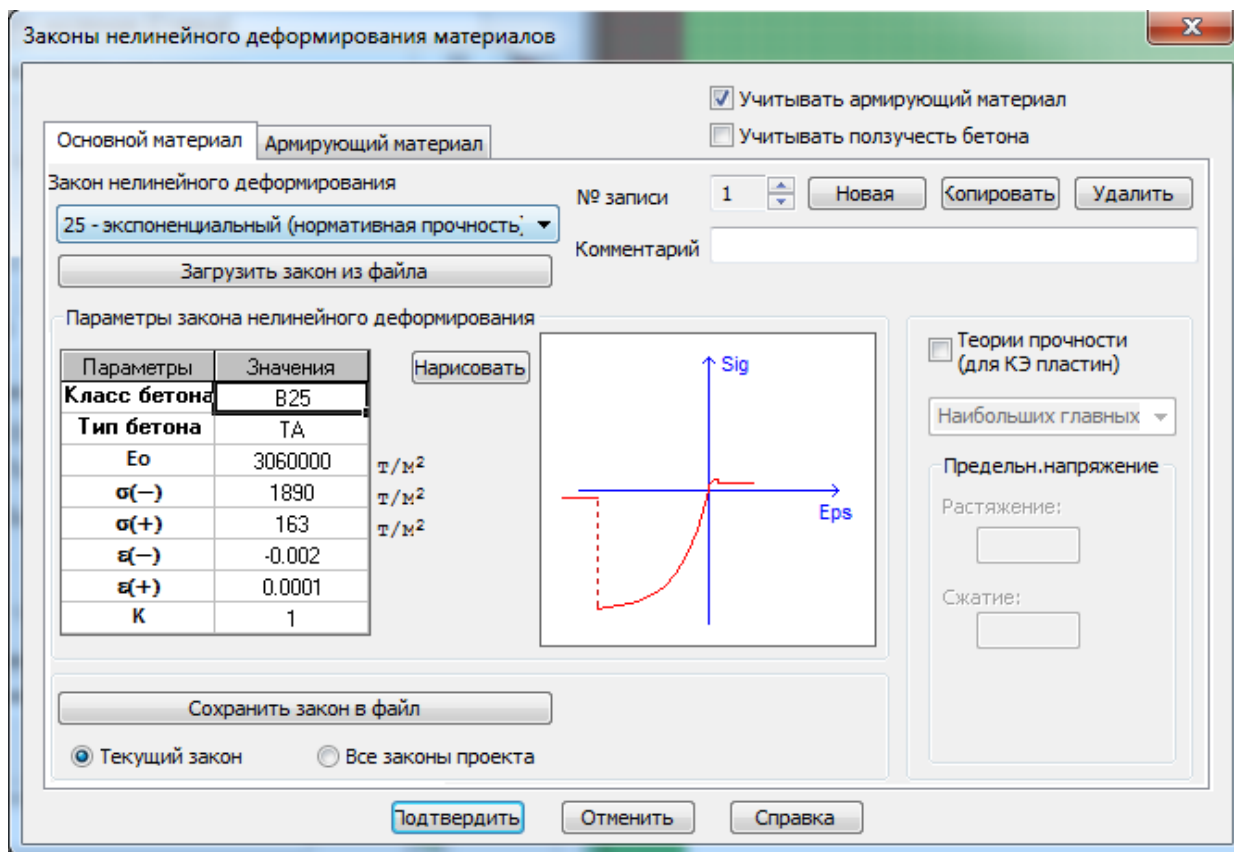 Законы нелинейного деформирования материалов
Учитывать армирующий материал
Учитывать ползучесть бетона
Основной материал
Армирующий материал
Закон нелинейного деформирования
25 - экспоненциальный (нормативная прочность)
Загрузить закон из файла
№ записи
1
Новая
Копировать
Удалить
Комментарий
Параметры закона нелинейного деформирования
Параметры Значения
Класс бетона B25
Тип бетона ТА
Eo 3060000 т/м²
σ(−) 1890 т/м²
σ(+) 163 т/м²
ε(−) -0.002
ε(+) 0.0001
K 1
Нарисовать
Sig
Eps
Теории прочности
(для КЭ пластин)
Наибольших главных
Предельн.напряжение
Растяжение:
Сжатие:
Сохранить закон в файл
Текущий закон
Все законы проекта
Подтвердить
Отменить
Справка